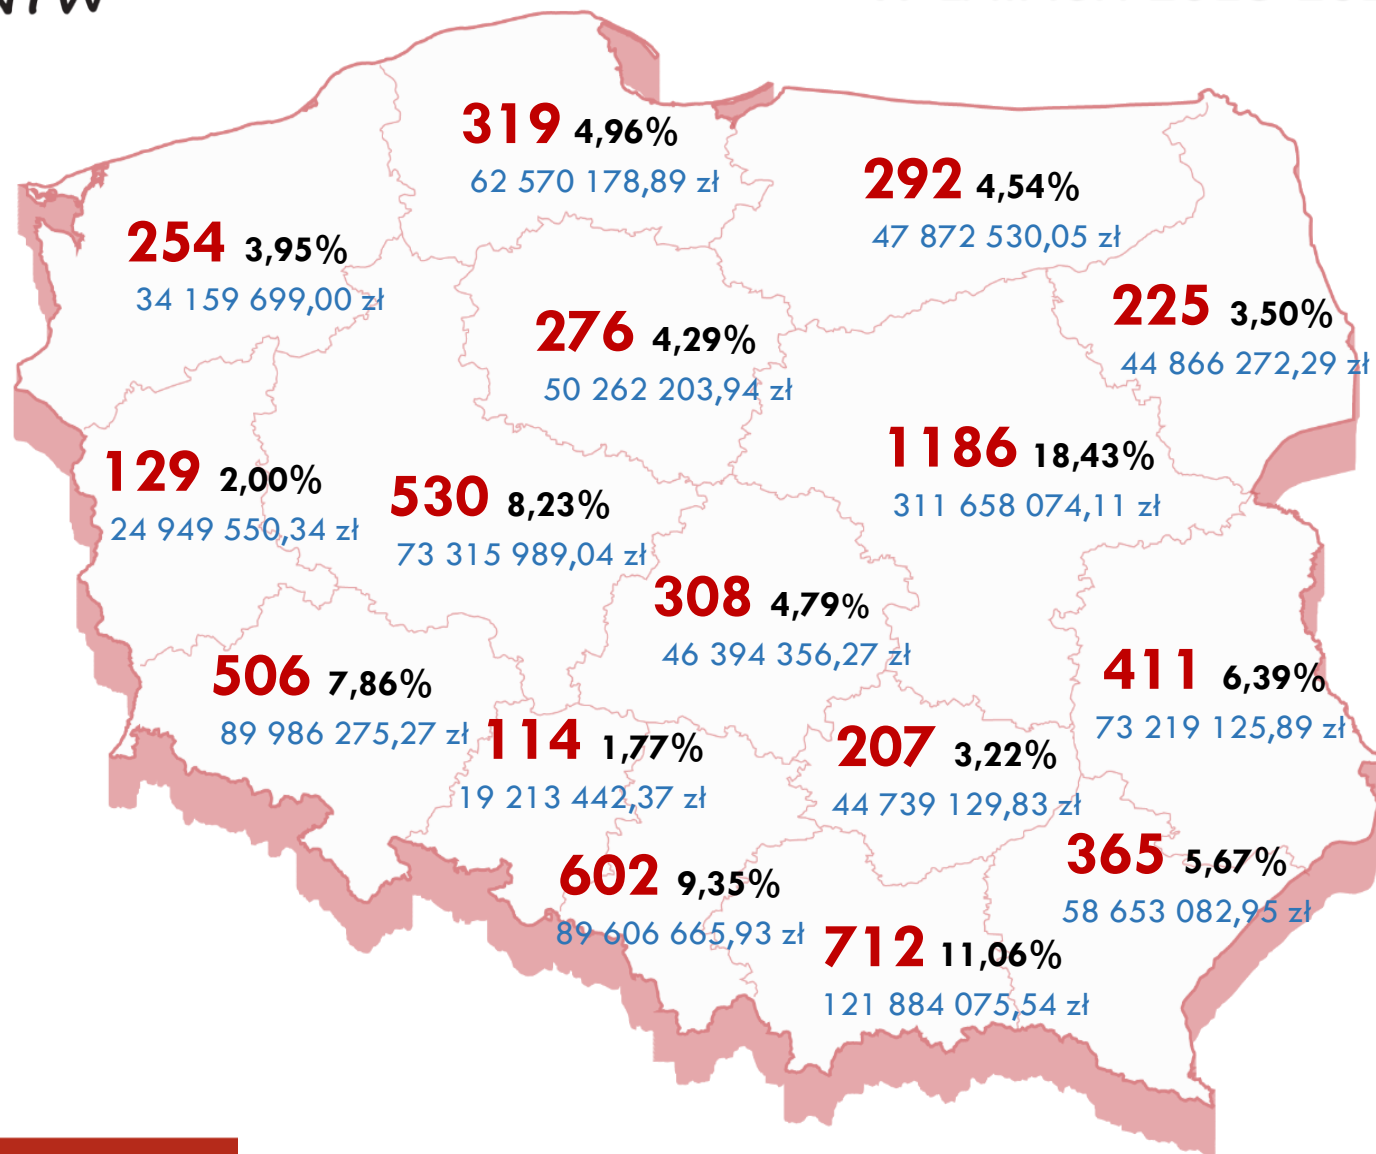 319 4,96%
62 570 178,89 zł
292 4,54%
47 872 530,05 zł
254 3,95%
34 159 699,00 zł
225 3,50%
44 866 272,29 zł
276 4,29%
50 262 203,94 zł
1186 18,43%
311 658 074,11 zł
129 2,00%
24 949 550,34 zł
530 8,23%
73 315 989,04 zł
308 4,79%
46 394 356,27 zł
411 6,39%
73 219 125,89 zł
506 7,86%
89 986 275,27 zł
114 1,77%
19 213 442,37 zł
207 3,22%
44 739 129,83 zł
365 5,67%
58 653 082,95 zł
602 9,35%
89 606 665,93 zł
712 11,06%
121 884 075,54 zł